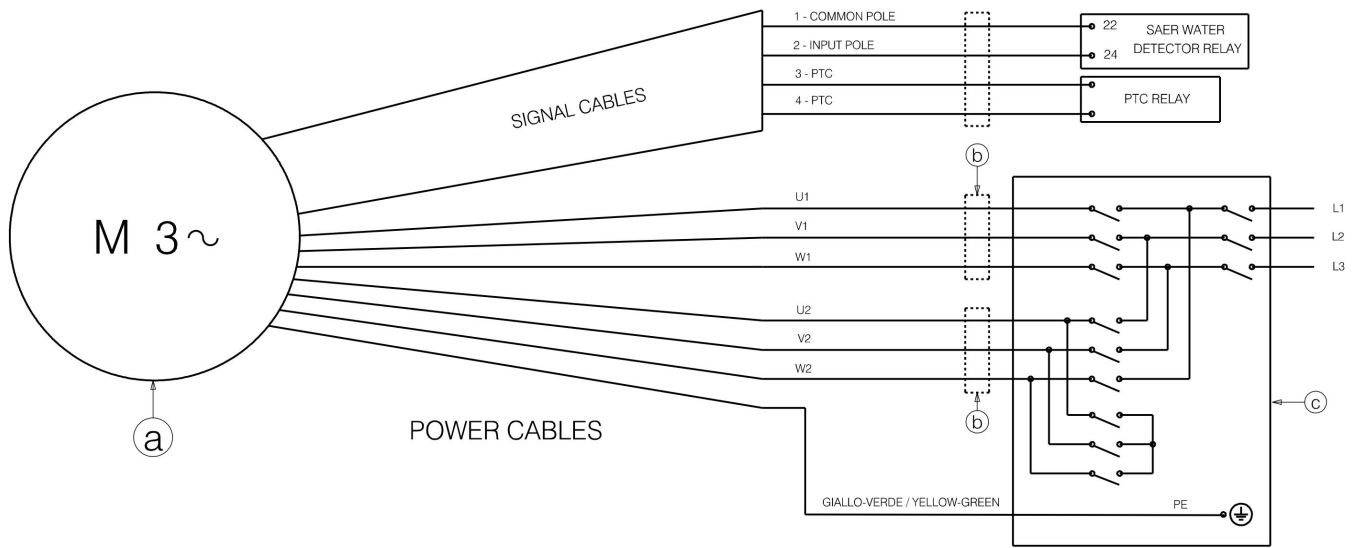 1 - COMMON POLE
2 - INPUT POLE
3 - PTC
4 - PTC
22
24
SAER WATER
DETECTOR RELAY
PTC RELAY
SIGNAL CABLES
M 3~
a
b
U1
V1
W1
L1
L2
L3
U2
V2
W2
b
c
POWER CABLES
GIALLO-VERDE / YELLOW-GREEN
PE